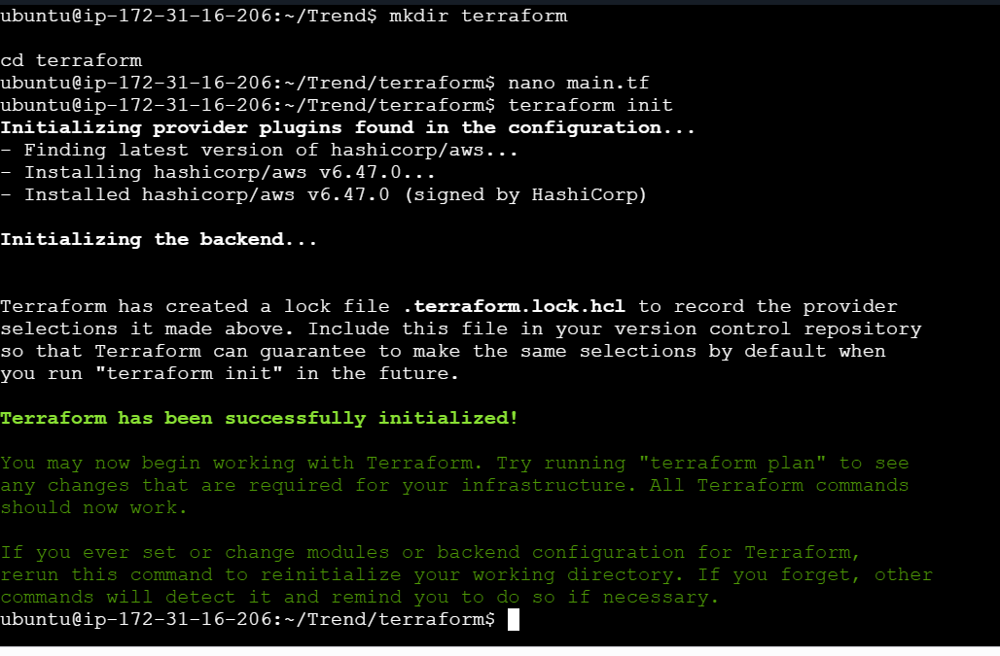 ubuntu@ip-172-31-16-206:~/Trend$ mkdir terraform
cd terraform
ubuntu@ip-172-31-16-206:~/Trend/terraform$ nano main.tf
ubuntu@ip-172-31-16-206:~/Trend/terraform$ terraform init
Initializing provider plugins found in the configuration...
- Finding latest version of hashicorp/aws...
- Installing hashicorp/aws v6.47.0...
- Installed hashicorp/aws v6.47.0 (signed by HashiCorp)
Initializing the backend...
Terraform has created a lock file .terraform.lock.hcl to record the provider
selections it made above. Include this file in your version control repository
so that Terraform can guarantee to make the same selections by default when
you run "terraform init" in the future.
Terraform has been successfully initialized!
You may now begin working with Terraform. Try running "terraform plan" to see
any changes that are required for your infrastructure. All Terraform commands
should now work.
If you ever set or change modules or backend configuration for Terraform,
rerun this command to reinitialize your working directory. If you forget, other
commands will detect it and remind you to do so if necessary.
ubuntu@ip-172-31-16-206:~/Trend/terraform$